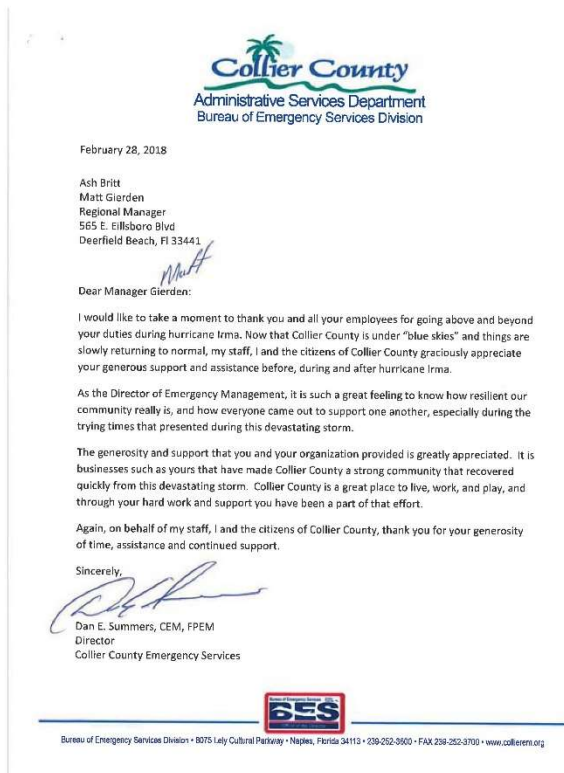 Collier County
Administrative Services Department
Bureau of Emergency Services Division
February 28, 2018
Ash Britt
Matt Gierden
Regional Manager
565 E. Eillsboro Blvd
Deerfield Beach, Fl 33441
Matt
Dear Manager Gierden:
I would like to take a moment to thank you and all your employees for going above and beyond
your duties during hurricane Irma. Now that Collier County is under "blue skies" and things are
slowly returning to normal, my staff, I and the citizens of Collier County graciously appreciate
your generous support and assistance before, during and after hurricane Irma.
As the Director of Emergency Management, it is such a great feeling to know how resilient our
community really is, and how everyone came out to support one another, especially during the
trying times that presented during this devastating storm.
The generosity and support that you and your organization provided is greatly appreciated. It is
businesses such as yours that have made Collier County a strong community that recovered
quickly from this devastating storm. Collier County is a great place to live, work, and play, and
through your hard work and support you have been a part of that effort.
Again, on behalf of my staff, I and the citizens of Collier County, thank you for your generosity
of time, assistance and continued support.
Sincerely,
Dan E. Summers, CEM, FPEM
Director
Collier County Emergency Services
Bureau of Emergency Services
BES
Bureau of Emergency Services Division • 8075 Lely Cultural Parkway • Naples, Florida 34113 • 239-252-3600 • FAX 239-252-3700 • www.collierem.org